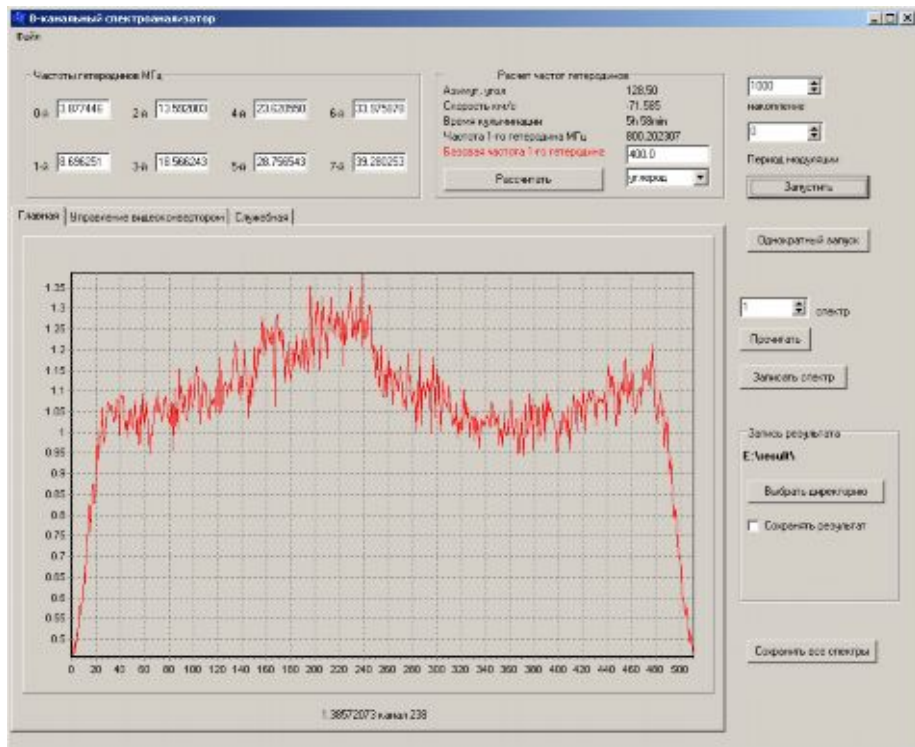 8-канальный спектроанализатор
Файл
Частоты гетеродинов МГц
0-й 3.877446 2-й 13.592003 4-й 23.620550 6-й
1-й 8.696251 3-й 18.566243 5-й 28.756543 7-й 39.280253
Расчет частот гетеродинов
Азимут, угол 128,50
Скорость км/с -71.585
Время кульминации 5h 58min
Частота 1-го гетеродина МГц 800.202307
Базовая частота 1-го гетеродина 400.0
Рассчитать углерод
1000
накопление
0
Период модуляции
Запустить
Однократный запуск
1 спектр
Прочитать
Записать спектр
Запись результата
E:\result\
Выбрать директорию
Сохранять результат
Сохранить все спектры
Главная Управление видеоконвертором Служебная
1.35
1.3
1.25
1.2
1.15
1.1
1.05
1
0.95
0.9
0.85
0.8
0.75
0.7
0.65
0.6
0.55
0.5
0 20 40 60 80 100 120 140 160 180 200 220 240 260 280 300 320 340 360 380 400 420 440 460 480 500
1.38572073 канал 238